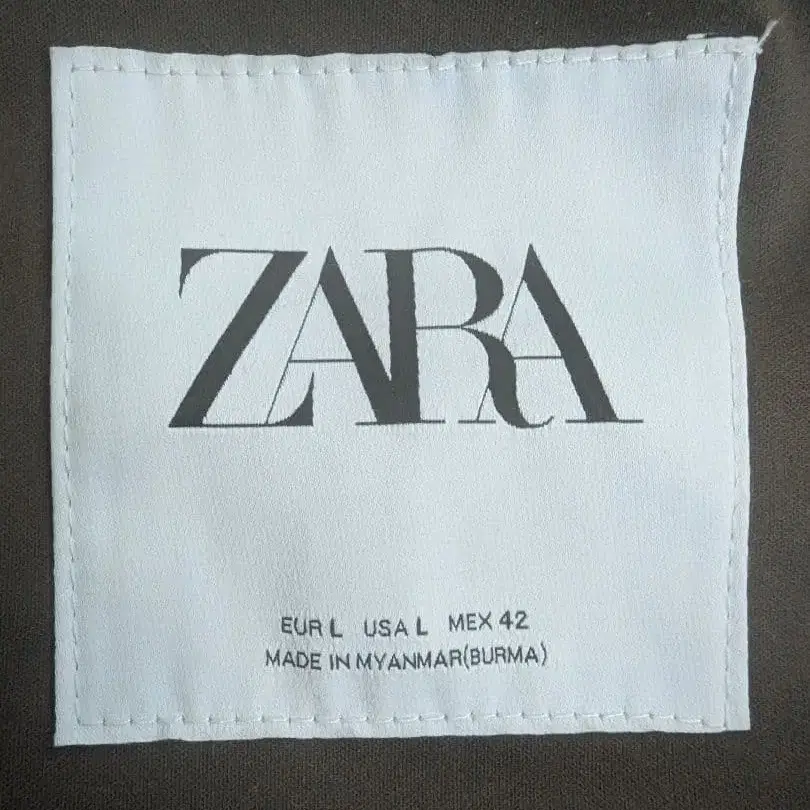 ZARA
EUR L USA L MEX 42
MADE IN MYANMAR(BURMA)